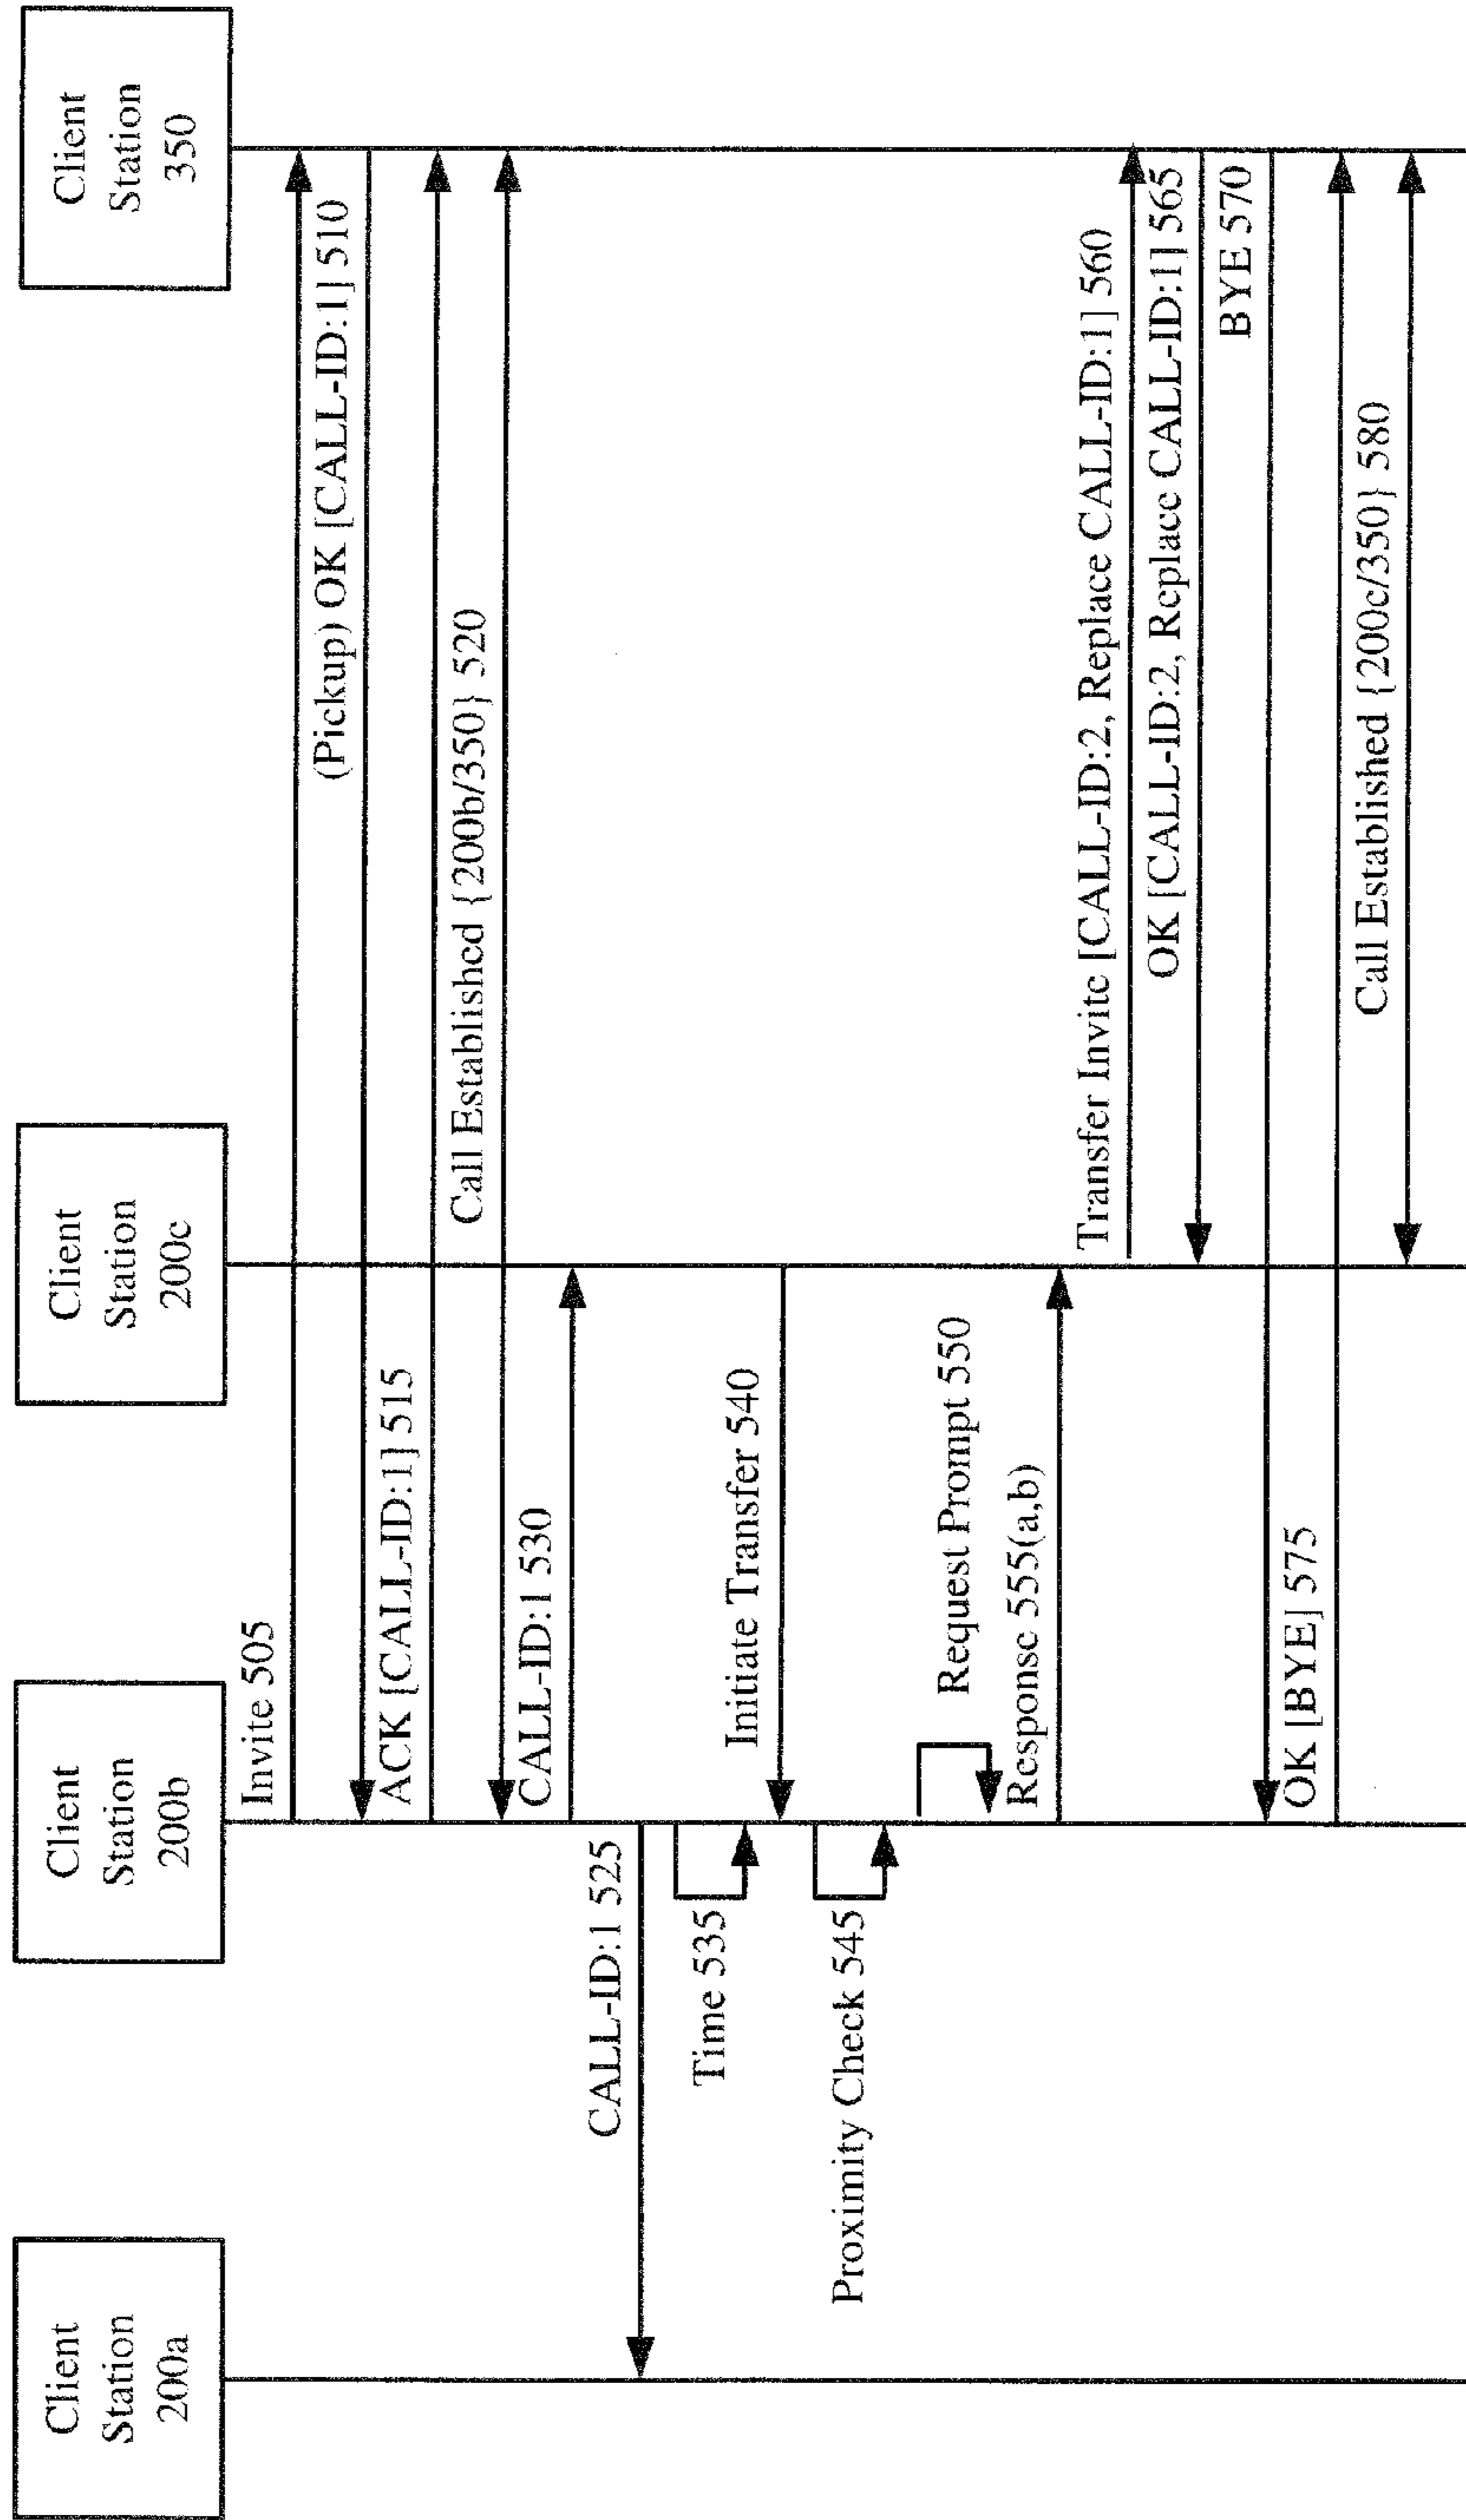 Client
Station
200a
Client
Station
200b
Client
Station
200c
Client
Station
350
Invite 505
(Pickup) OK [CALL-ID:1] 510
ACK [CALL-ID:1] 515
Call Established {200b/350} 520
CALL-ID:1 530
CALL-ID:1 525
Time 535
Initiate Transfer 540
Proximity Check 545
Request Prompt 550
Response 555(a,b)
Transfer Invite [CALL-ID:2, Replace CALL-ID:1] 560
OK [CALL-ID:2, Replace CALL-ID:1] 565
BYE 570
OK [BYE] 575
Call Established {200c/350} 580